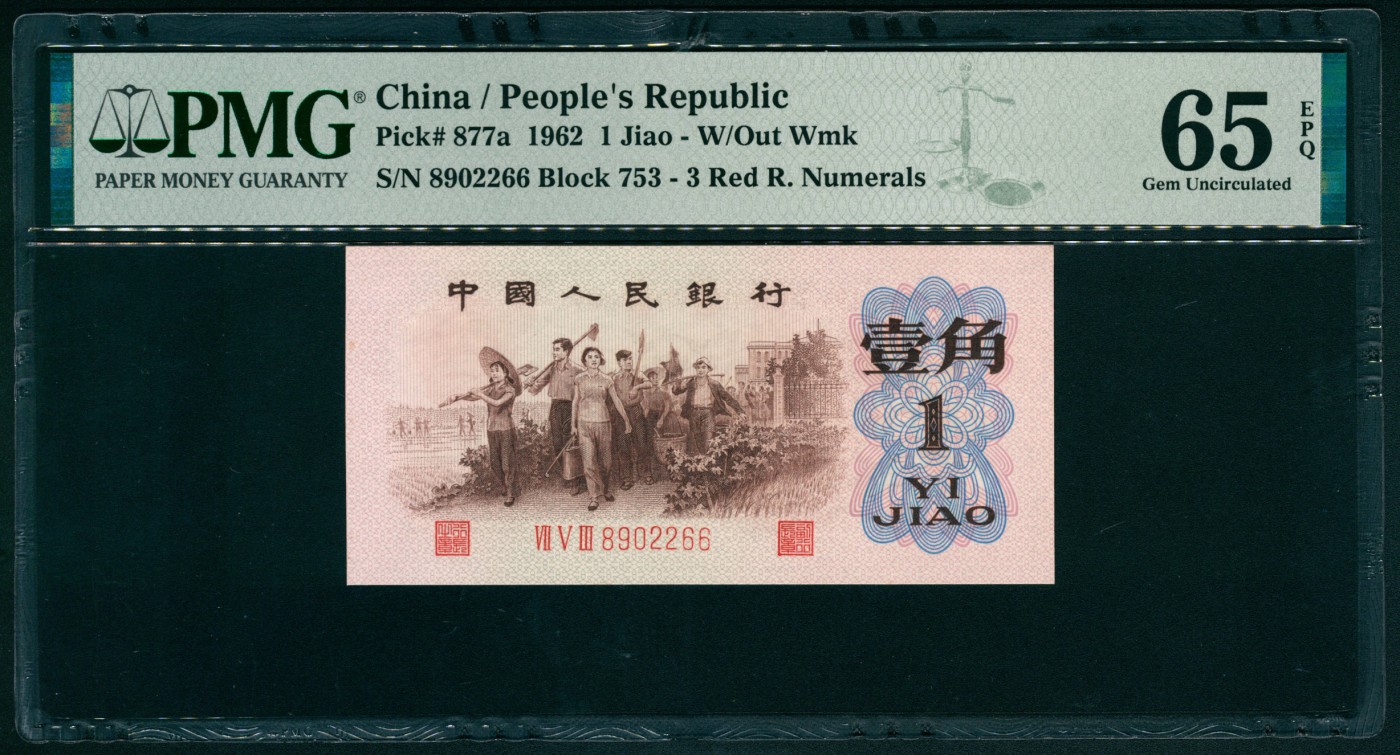 PMG®
PAPER MONEY GUARANTY
China / People's Republic
Pick# 877a 1962 1 Jiao - W/Out Wmk
S/N 8902266 Block 753 - 3 Red R. Numerals
65
EPQ
Gem Uncirculated
中國人民銀行
壹角
1
YI
JIAO
Ⅶ Ⅴ Ⅲ 8902266